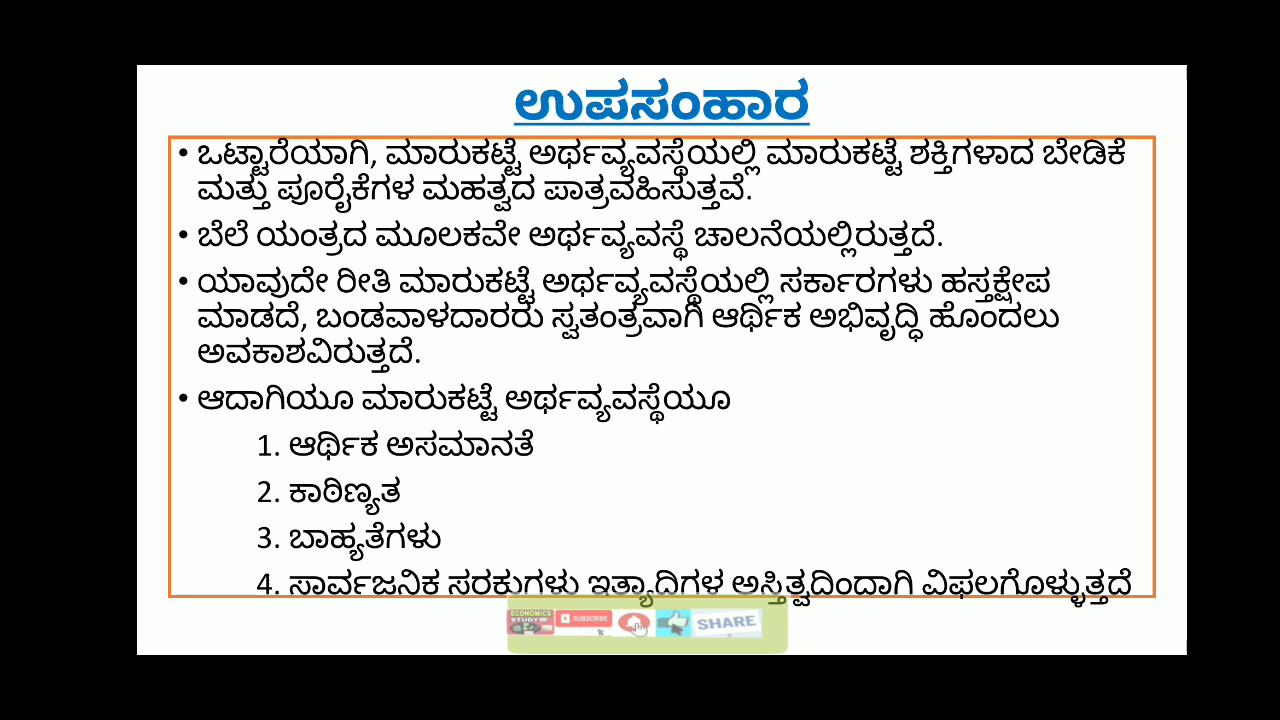 ಉಪಸಂಹಾರ
• ಒಟ್ಟಾರೆಯಾಗಿ, ಮಾರುಕಟ್ಟೆ ಅರ್ಥವ್ಯವಸ್ಥೆಯಲ್ಲಿ ಮಾರುಕಟ್ಟೆ ಶಕ್ತಿಗಳಾದ ಬೇಡಿಕೆ
ಮತ್ತು ಪೂರೈಕೆಗಳ ಮಹತ್ವದ ಪಾತ್ರವಹಿಸುತ್ತವೆ.
• ಬೆಲೆ ಯಂತ್ರದ ಮೂಲಕವೇ ಅರ್ಥವ್ಯವಸ್ಥೆ ಚಾಲನೆಯಲ್ಲಿರುತ್ತದೆ.
• ಯಾವುದೇ ರೀತಿ ಮಾರುಕಟ್ಟೆ ಅರ್ಥವ್ಯವಸ್ಥೆಯಲ್ಲಿ ಸರ್ಕಾರಗಳು ಹಸ್ತಕ್ಷೇಪ
ಮಾಡದೆ, ಬಂಡವಾಳದಾರರು ಸ್ವತಂತ್ರವಾಗಿ ಆರ್ಥಿಕ ಅಭಿವೃದ್ಧಿ ಹೊಂದಲು
ಅವಕಾಶವಿರುತ್ತದೆ.
• ಆದಾಗಿಯೂ ಮಾರುಕಟ್ಟೆ ಅರ್ಥವ್ಯವಸ್ಥೆಯೂ
1. ಆರ್ಥಿಕ ಅಸಮಾನತೆ
2. ಕಾಠಿಣ್ಯತ
3. ಬಾಹ್ಯತೆಗಳು
4. ಸಾರ್ವಜನಿಕ ಸರಕುಗಳು ಇತ್ಯಾದಿಗಳ ಅಸ್ತಿತ್ವದಿಂದಾಗಿ ವಿಫಲಗೊಳ್ಳುತ್ತದೆ
ECONOMICS
STUDY
SUBSCRIBE
SHARE